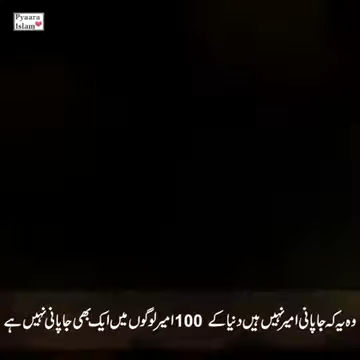 Pyaara
Islam
وہ یہ کہ جاپانی امیر نہیں ہیں دنیا کے 100 امیر لوگوں میں ایک بھی جاپانی نہیں ہے